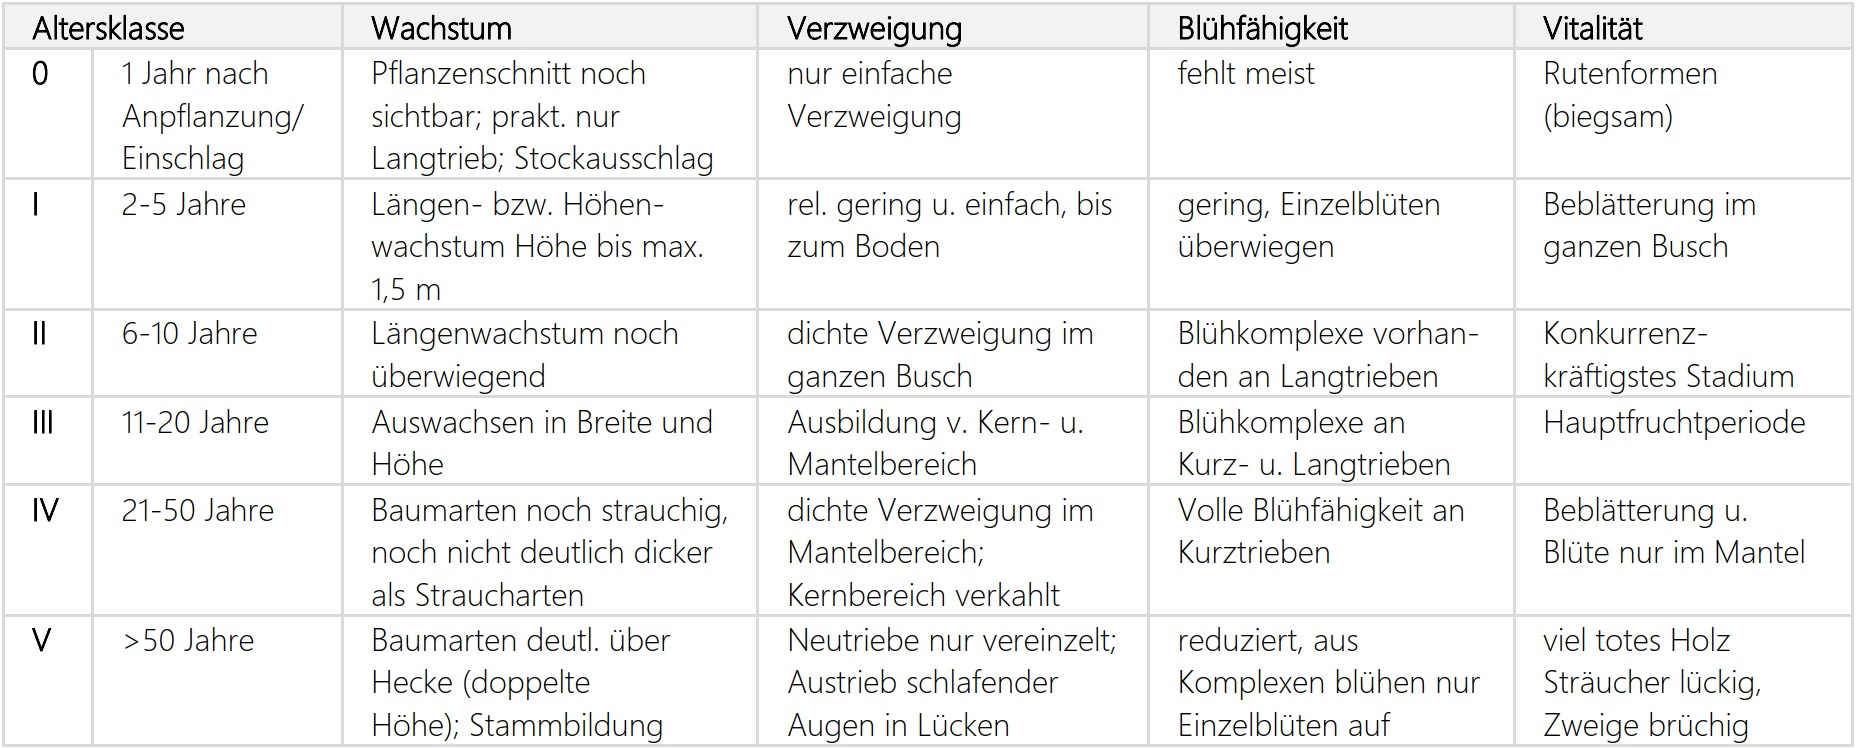 Altersklasse Wachstum Verzweigung Blühfähigkeit Vitalität
0 1 Jahr nach Pflanzenschnitt noch nur einfache fehlt meist Rutenformen
Anpflanzung/ sichtbar; prakt. nur Verzweigung (biegsam)
Einschlag Langtrieb; Stockausschlag
I 2-5 Jahre Längen- bzw. Höhen- rel. gering u. einfach, bis gering, Einzelblüten Beblätterung im
wachstum Höhe bis max. zum Boden überwiegen ganzen Busch
1,5 m
II 6-10 Jahre Längenwachstum noch dichte Verzweigung im Blühkomplexe vorhan- Konkurrenz-
überwiegend ganzen Busch den an Langtrieben kräftigstes Stadium
III 11-20 Jahre Auswachsen in Breite und Ausbildung v. Kern- u. Blühkomplexe an Hauptfruchtperiode
Höhe Mantelbereich Kurz- u. Langtrieben
IV 21-50 Jahre Baumarten noch strauchig, dichte Verzweigung im Volle Blühfähigkeit an Beblätterung u.
noch nicht deutlich dicker Mantelbereich; Kurztrieben Blüte nur im Mantel
als Straucharten Kernbereich verkahlt
V >50 Jahre Baumarten deutl. über Neutriebe nur vereinzelt; reduziert, aus viel totes Holz
Hecke (doppelte Austrieb schlafender Komplexen blühen nur Sträucher lückig,
Höhe); Stammbildung Augen in Lücken Einzelblüten auf Zweige brüchig